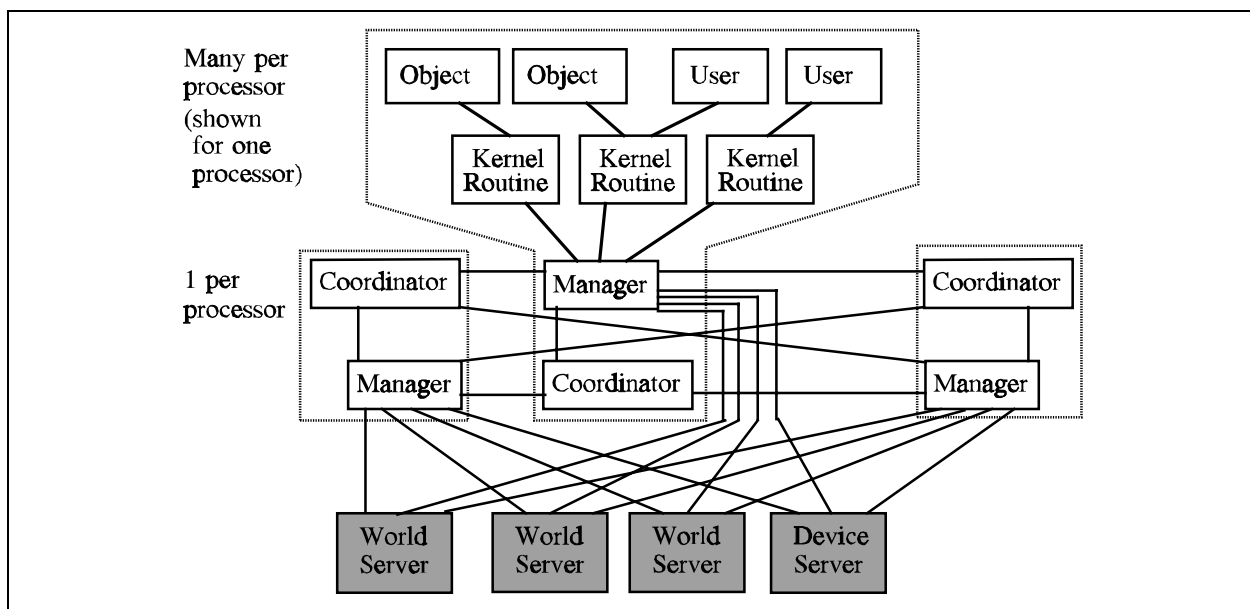 Many per
processor
(shown
for one
processor)
Object
Object
User
User
Kernel
Routine
Kernel
Routine
Kernel
Routine
1 per
processor
Coordinator
Manager
Coordinator
Manager
Coordinator
Manager
World
Server
World
Server
World
Server
Device
Server